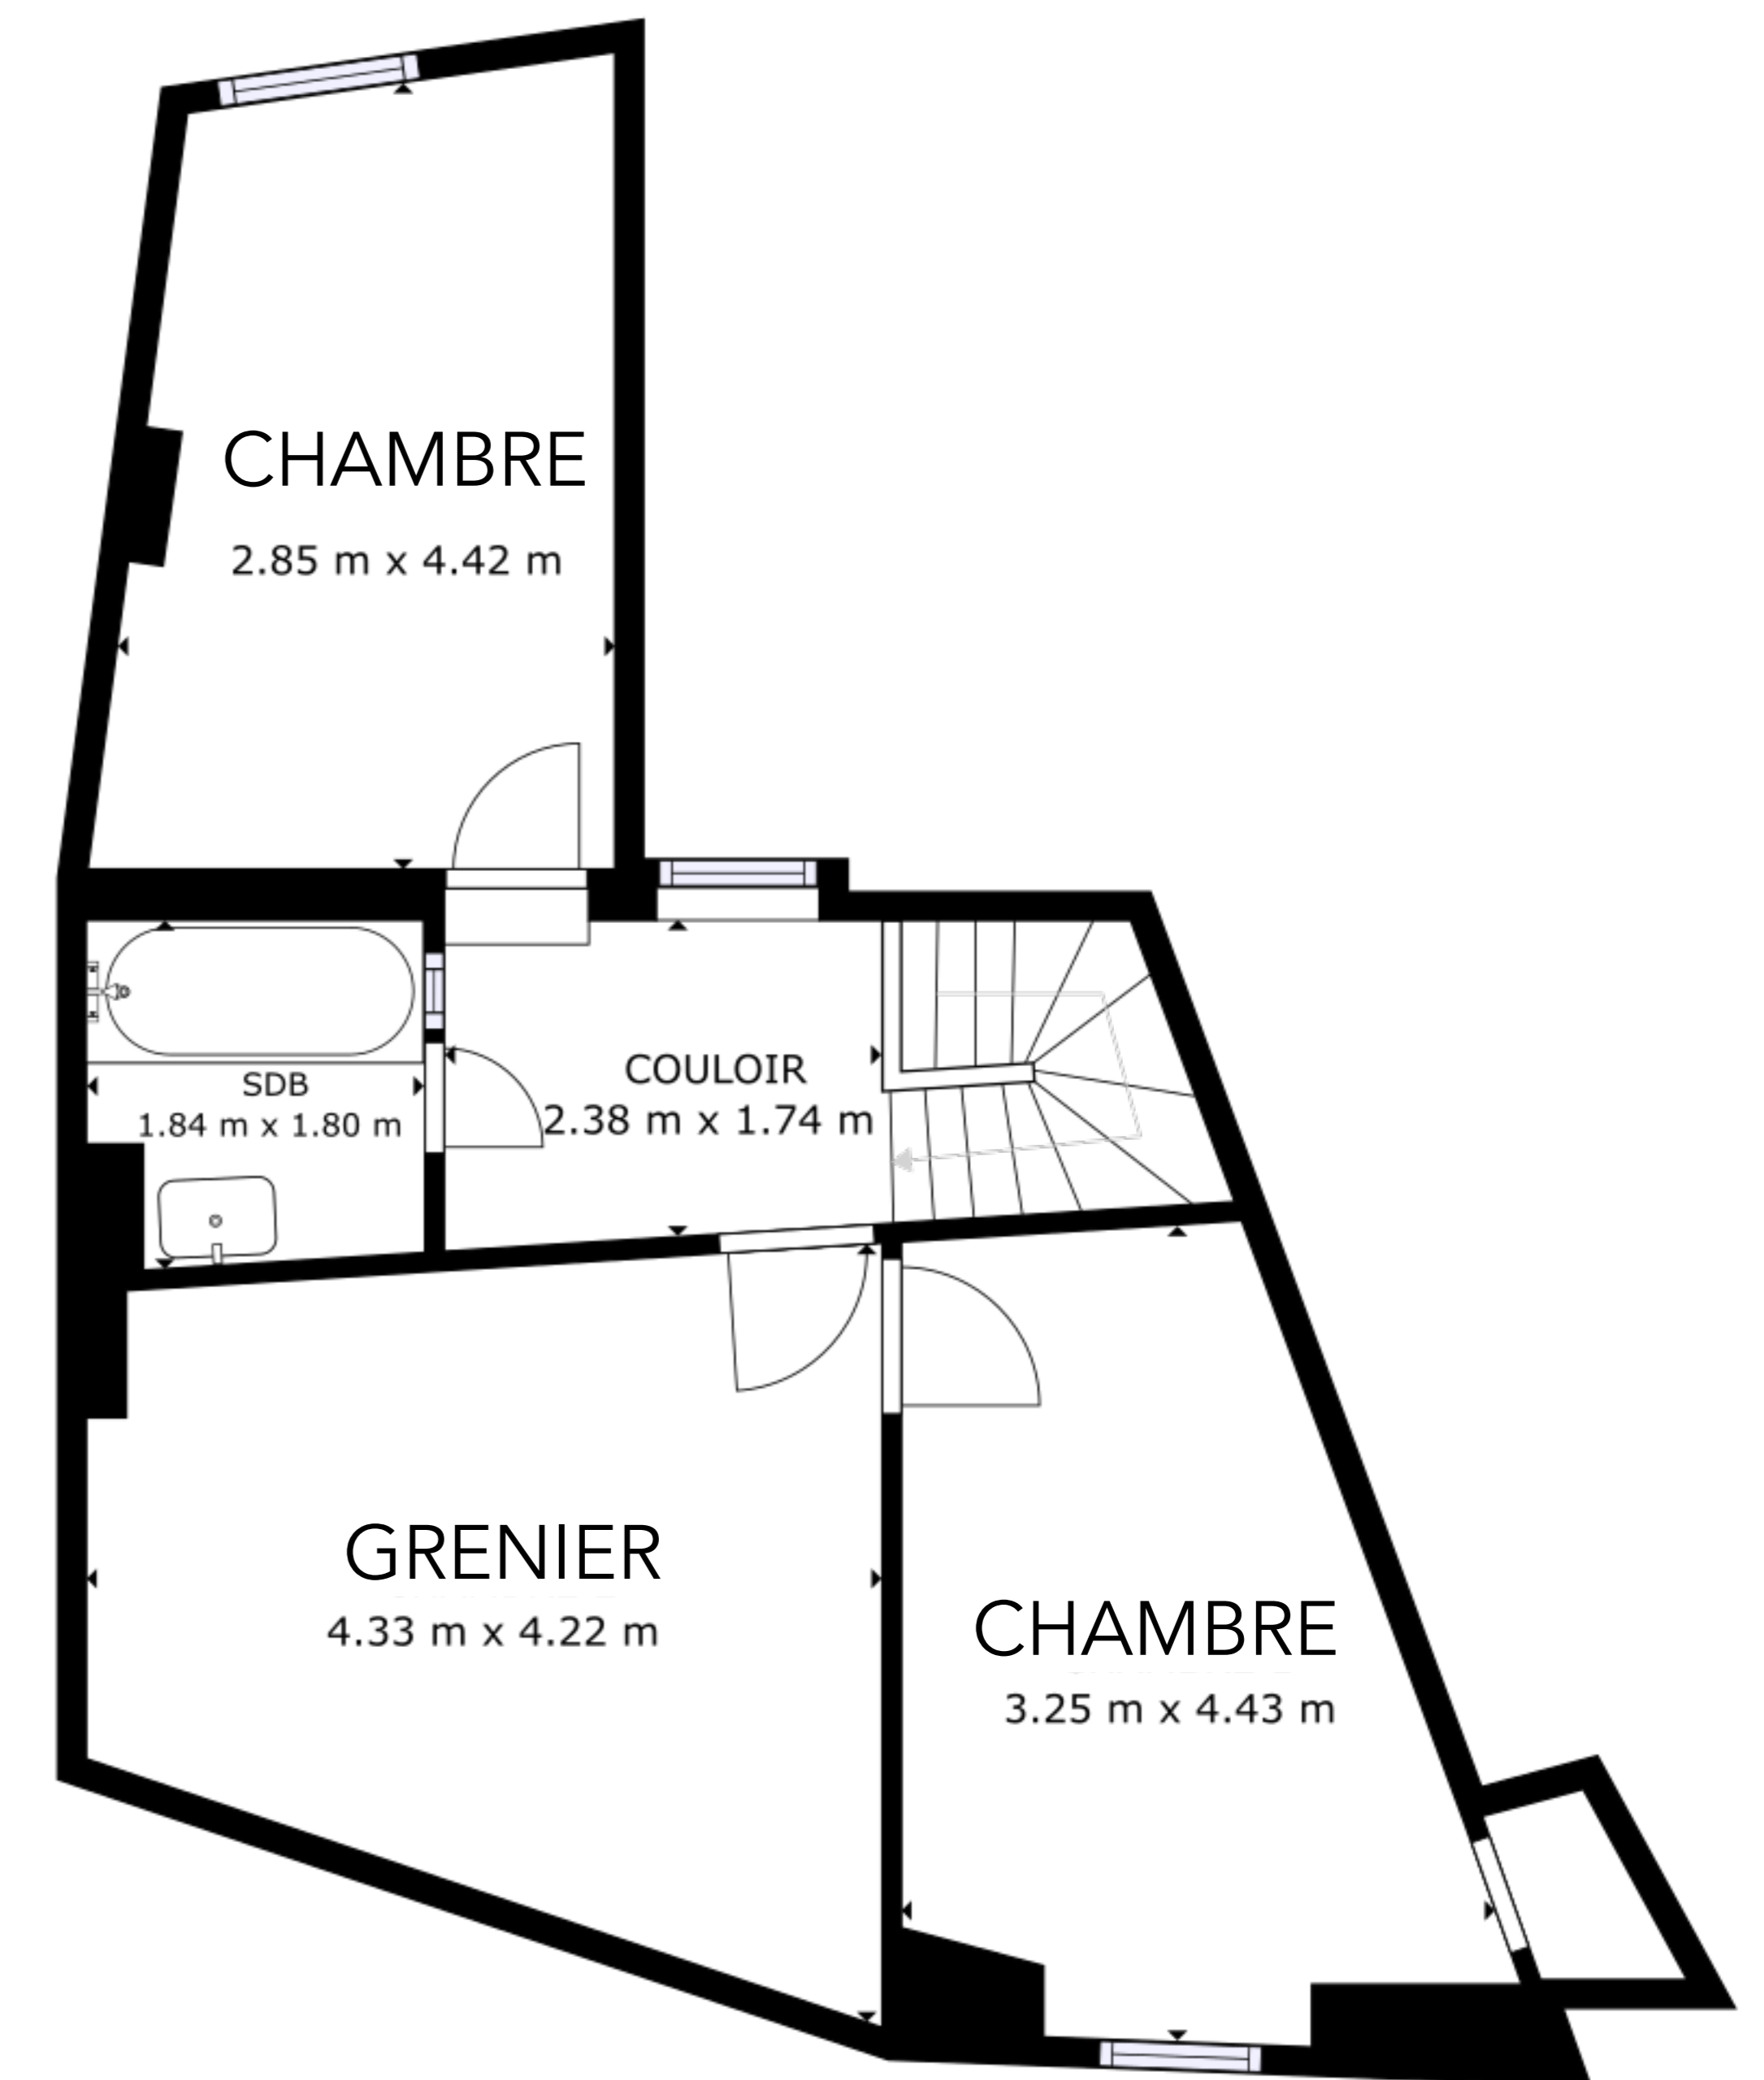 CHAMBRE
2.85 m x 4.42 m
SDB
1.84 m x 1.80 m
COULOIR
2.38 m x 1.74 m
GRENIER
4.33 m x 4.22 m
CHAMBRE
3.25 m x 4.43 m